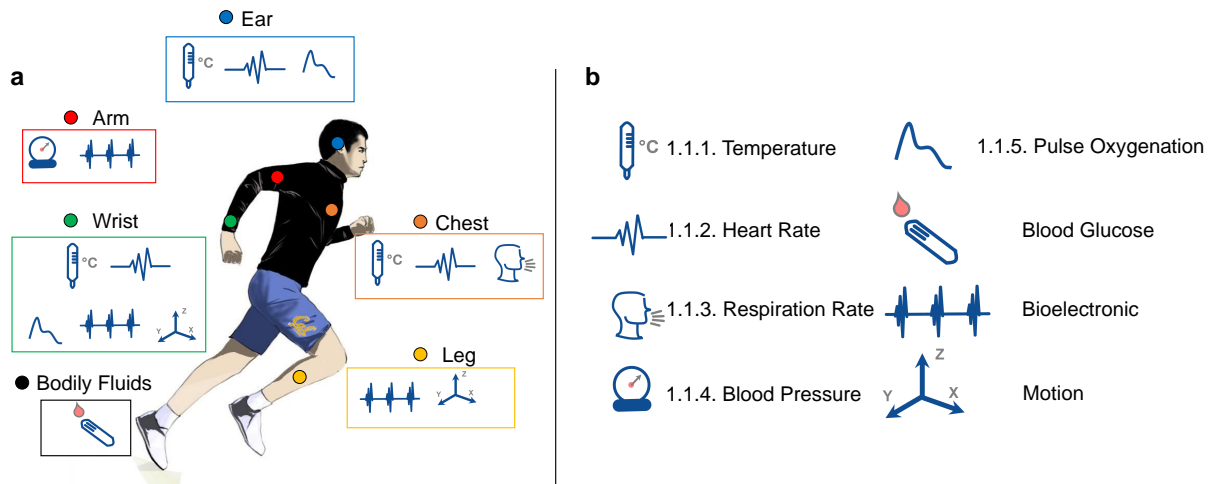 a
Ear
°C
Arm
Wrist
°C
Z
Y
X
Bodily Fluids
Chest
°C
Leg
Z
Y
X
Cal
b
°C 1.1.1. Temperature
1.1.5. Pulse Oxygenation
1.1.2. Heart Rate
Blood Glucose
1.1.3. Respiration Rate
Bioelectronic
1.1.4. Blood Pressure
Z
Y
X
Motion